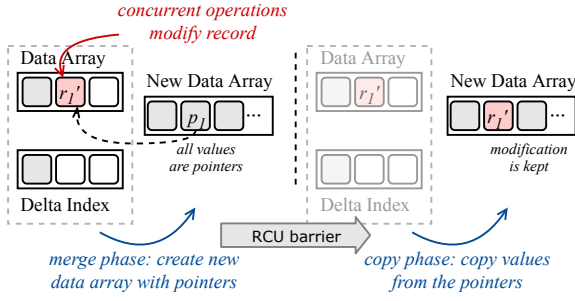 concurrent operations
modify record
Data Array
r₁′
New Data Array
p₁ ...
all values
are pointers
Delta Index
merge phase: create new
data array with pointers
RCU barrier
Data Array
r₁′
New Data Array
r₁′ ...
modification
is kept
Delta Index
copy phase: copy values
from the pointers